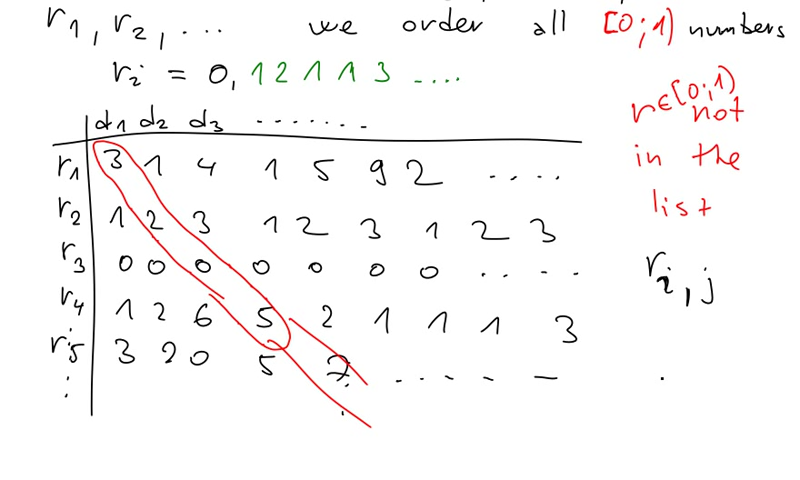 r1, r2, ... we order all [0;1) numbers
ri = 0,12113 ....
d1 d2 d3 .......
r1 3 1 4 1 5 9 2 ....
r2 1 2 3 1 2 3 1 2 3
r3 0 0 0 0 0 0 0 ....
r4 1 2 6 5 2 1 1 1 3
r5 3 2 0 5 7 . . . . .
:
r∈[0;1)
not
in the
list
ri,j